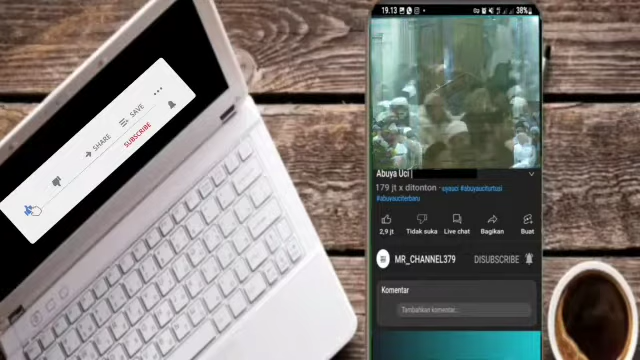 SAVE
SHARE
SUBSCRIBE
19.13
38%
Abuya Uci |
179 jt x ditonton
#abuyauciterbaru
2,9 jt
Tidak suka
Live chat
Bagikan
Buat
MR_CHANNEL379
DISUBSCRIBE
Komentar
Tambahkan komentar...